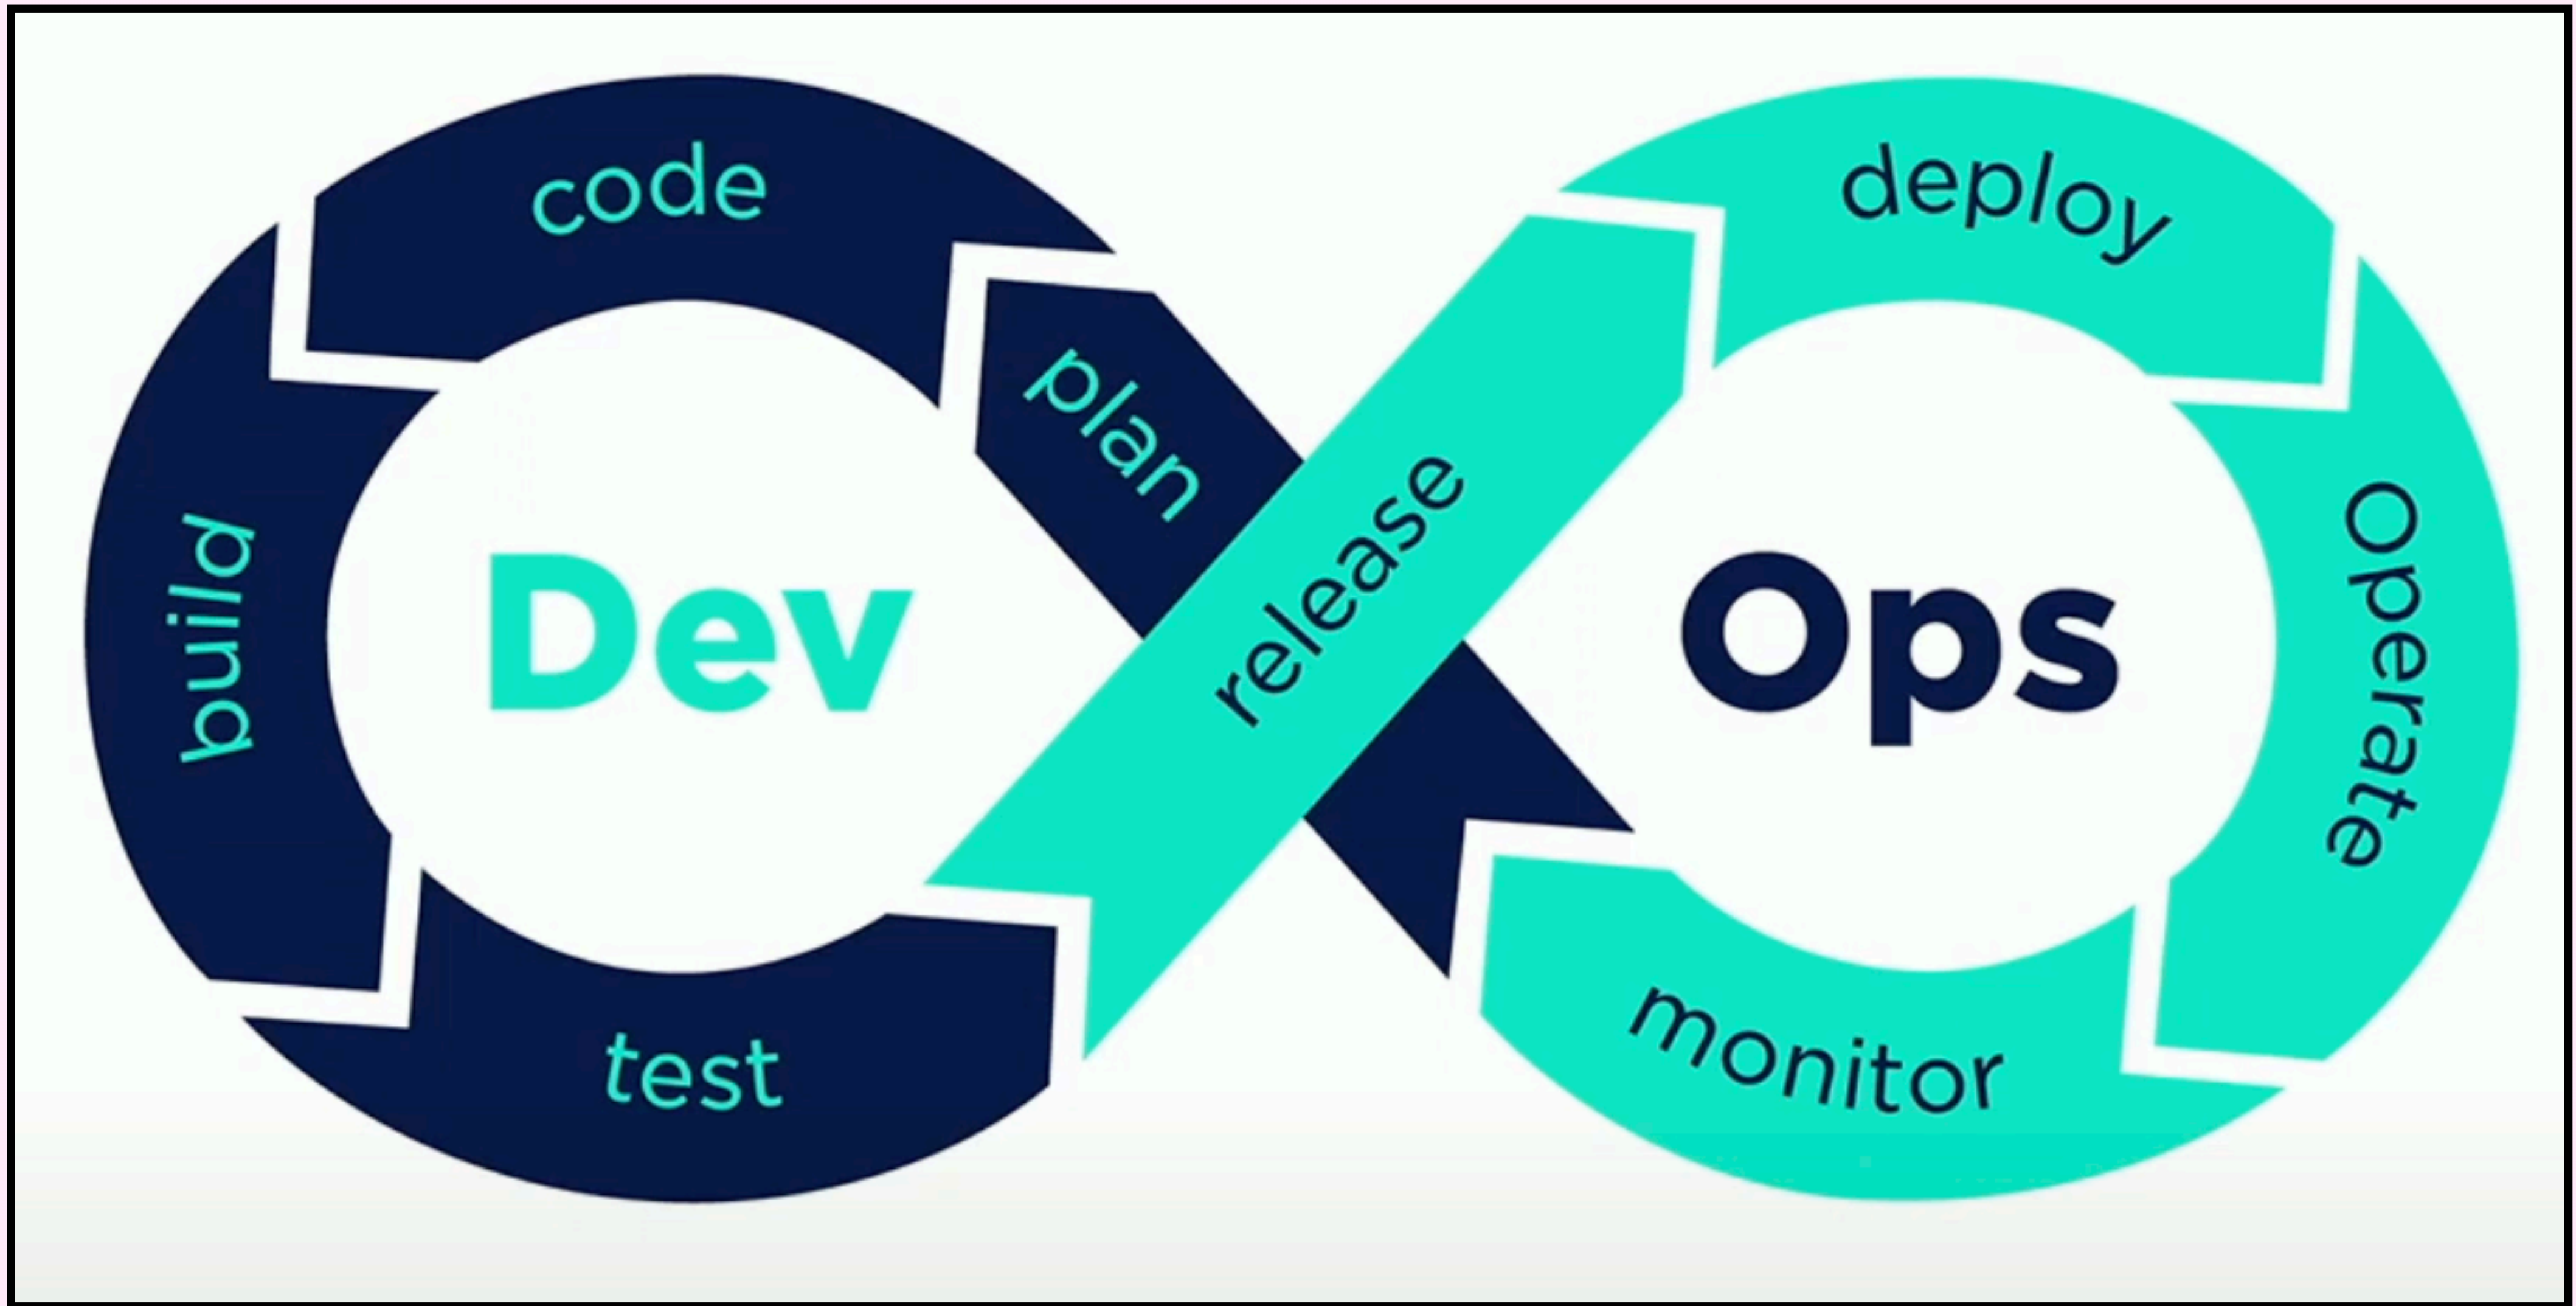 code
deploy
plan
release
build
Dev
Ops
Operate
test
monitor